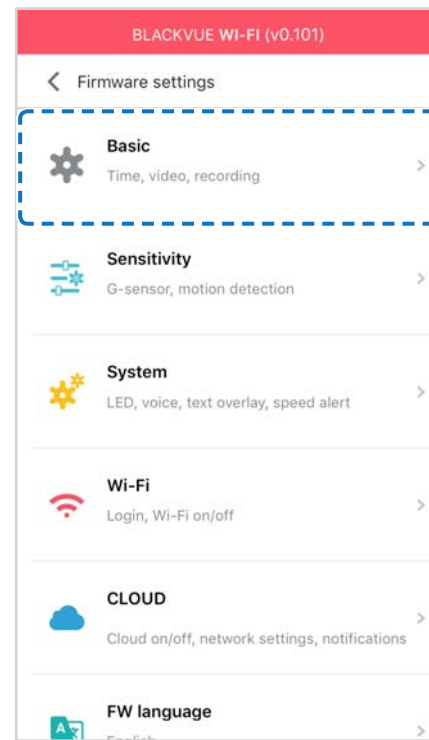 BLACKVUE WI-FI (v0.101)
Firmware settings
Basic
Time, video, recording
Sensitivity
G-sensor, motion detection
System
LED, voice, text overlay, speed alert
Wi-Fi
Login, Wi-Fi on/off
CLOUD
Cloud on/off, network settings, notifications
FW language
English